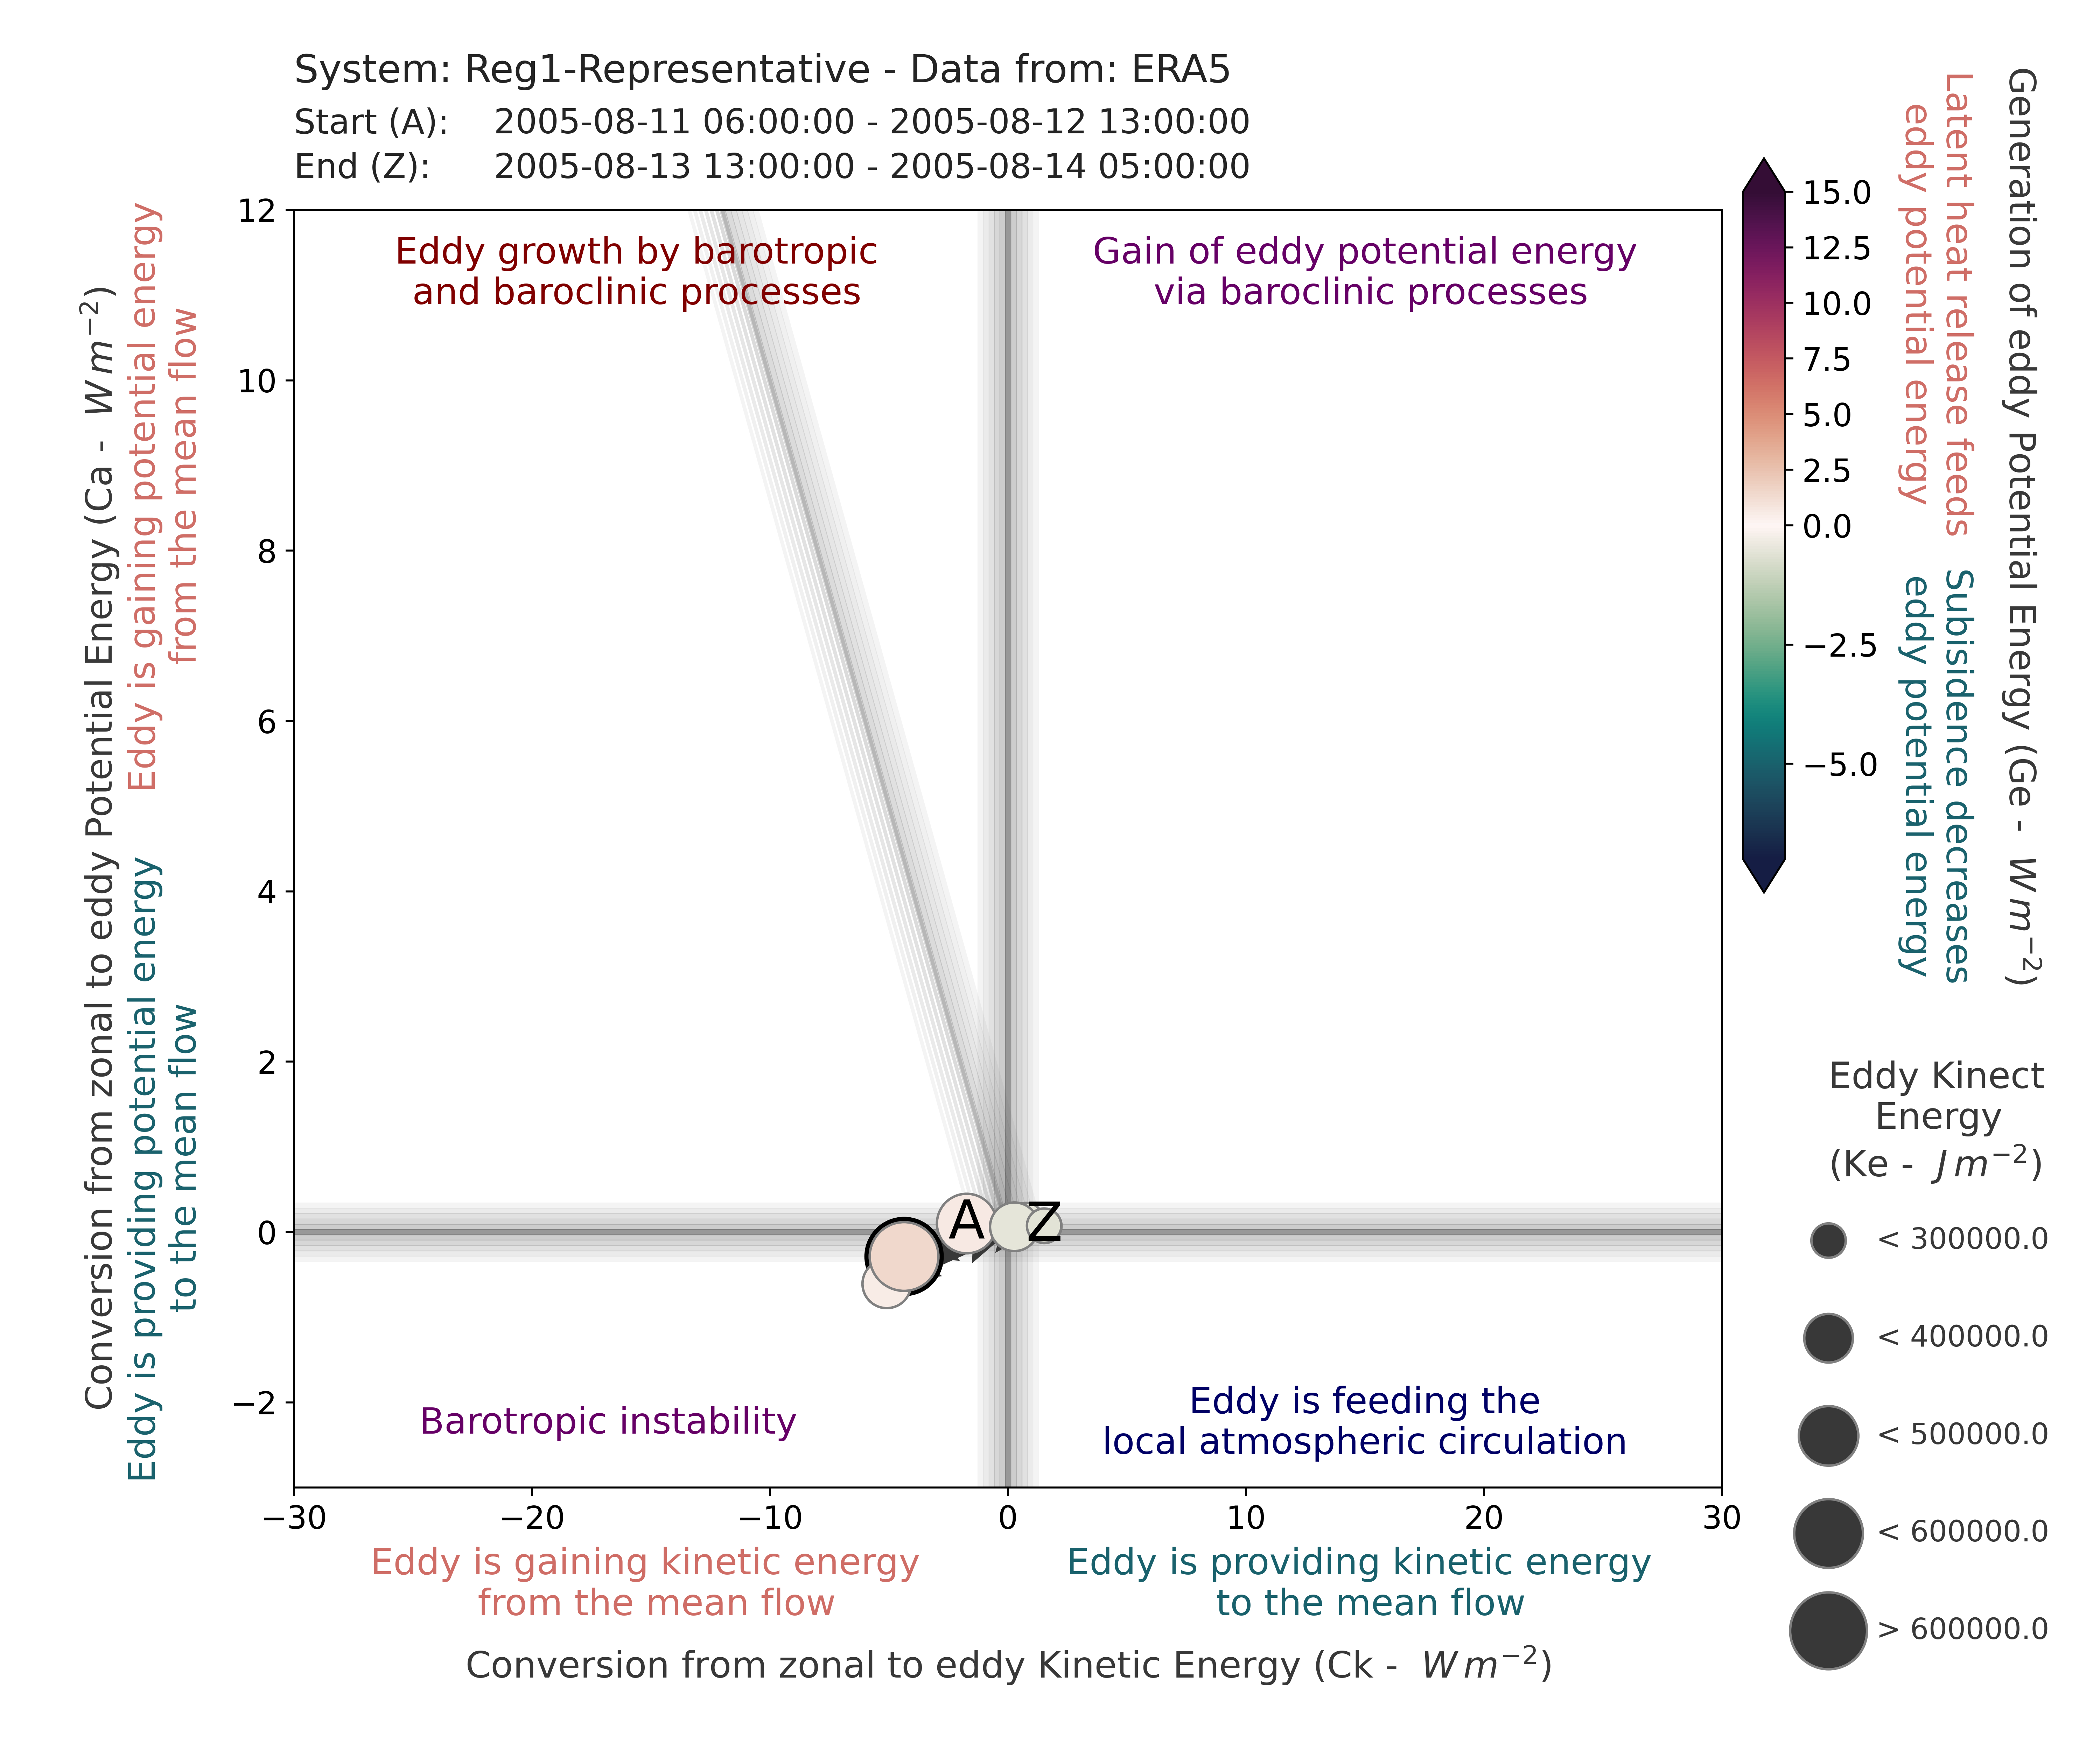 System: Reg1-Representative - Data from: ERA5
Start (A): 2005-08-11 06:00:00 - 2005-08-12 13:00:00
End (Z): 2005-08-13 13:00:00 - 2005-08-14 05:00:00
Conversion from zonal to eddy Potential Energy (Ca - W m⁻²)
Eddy is gaining potential energy
from the mean flow
Eddy is providing potential energy
to the mean flow
12
10
8
6
4
2
0
−2
Eddy growth by barotropic
and baroclinic processes
Gain of eddy potential energy
via baroclinic processes
A
Z
Barotropic instability
Eddy is feeding the
local atmospheric circulation
−30
−20
−10
0
10
20
30
Eddy is gaining kinetic energy
from the mean flow
Eddy is providing kinetic energy
to the mean flow
Conversion from zonal to eddy Kinetic Energy (Ck - W m⁻²)
15.0
12.5
10.0
7.5
5.0
2.5
0.0
−2.5
−5.0
Latent heat release feeds
eddy potential energy
Subisidence decreases
eddy potential energy
Generation of eddy Potential Energy (Ge - W m⁻²)
Eddy Kinect
Energy
(Ke - J m⁻²)
< 300000.0
< 400000.0
< 500000.0
< 600000.0
> 600000.0